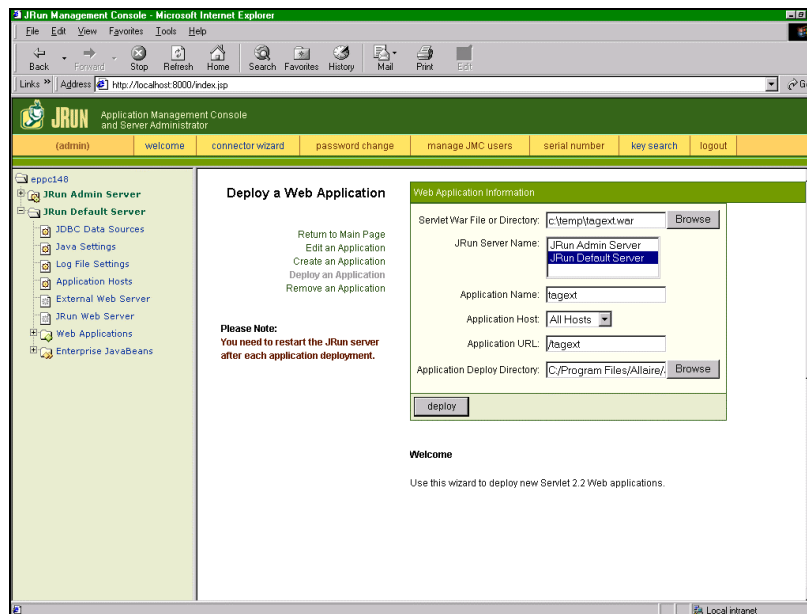 JRun Management Console - Microsoft Internet Explorer
File Edit View Favorites Tools Help
Back Forward Stop Refresh Home Search Favorites History Mail Print Edit
Links » Address http://localhost:8000/index.jsp
JRUN Application Management Console
and Server Administrator
(admin) welcome connector wizard password change manage JMC users serial number key search logout
eppc148
JRun Admin Server
JRun Default Server
JDBC Data Sources
Java Settings
Log File Settings
Application Hosts
External Web Server
JRun Web Server
Web Applications
Enterprise JavaBeans
Deploy a Web Application
Return to Main Page
Edit an Application
Create an Application
Deploy an Application
Remove an Application
Please Note:
You need to restart the JRun server
after each application deployment.
Web Application Information
Servlet War File or Directory: c:\temp\tagext.war Browse
JRun Server Name: JRun Admin Server
JRun Default Server
Application Name: tagext
Application Host: All Hosts
Application URL: /tagext
Application Deploy Directory: C:/Program Files/Allaire/ Browse
deploy
Welcome
Use this wizard to deploy new Servlet 2.2 Web applications.
Local intranet